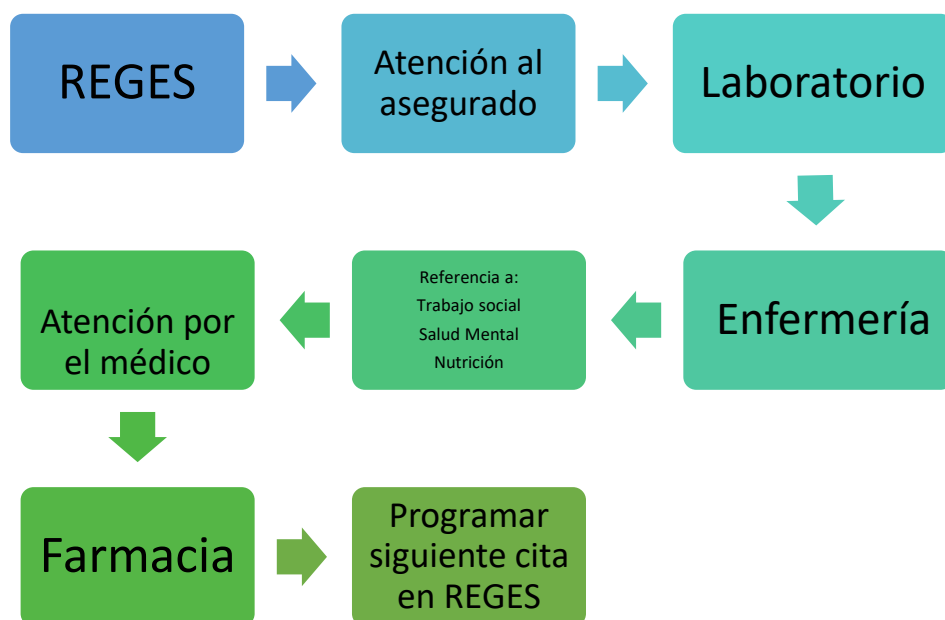 REGES
Atención al
asegurado
Laboratorio
Enfermería
Referencia a:
Trabajo social
Salud Mental
Nutrición
Atención por
el médico
Farmacia
Programar
siguiente cita
en REGES